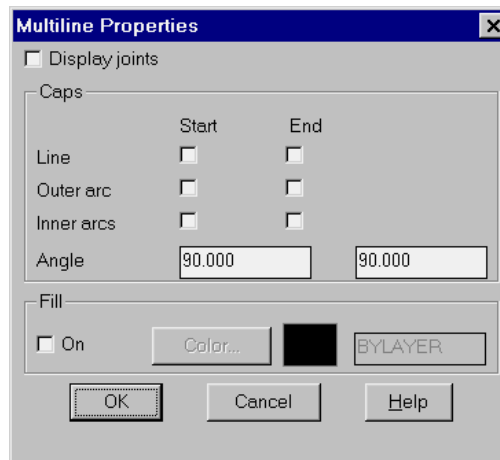 Multiline Properties
Display joints
Caps
Start End
Line
Outer arc
Inner arcs
Angle 90.000 90.000
Fill
On Color... BYLAYER
OK Cancel Help